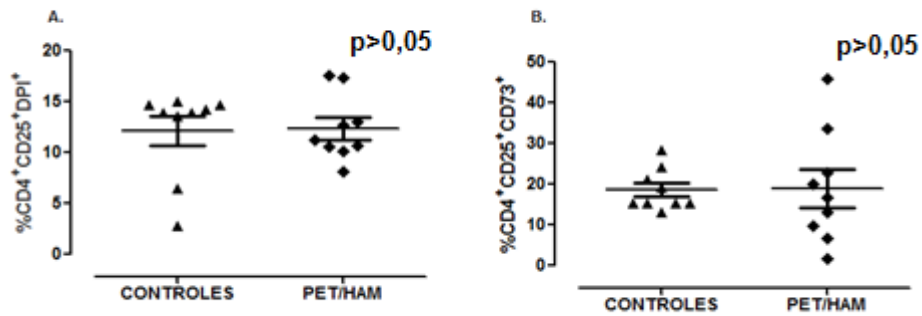 A.
p>0,05
%CD4+CD25+DPI+
20
15
10
5
0
CONTROLES
PET/HAM
B.
p>0,05
%CD4+CD25+CD73+
50
40
30
20
10
0
CONTROLES
PET/HAM